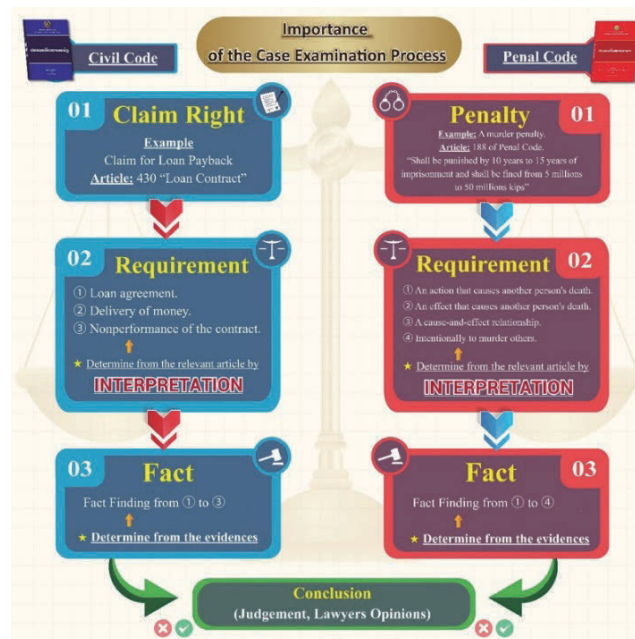 Importance
of the Case Examination Process
Civil Code
Penal Code
01
Claim Right
Example
Claim for Loan Payback
Article: 430 “Loan Contract”
02
Requirement
① Loan agreement.
② Delivery of money.
③ Nonperformance of the contract.
★ Determine from the relevant article by
INTERPRETATION
03
Fact
Fact Finding from ① to ③
★ Determine from the evidences
01
Penalty
Example: A murder penalty.
Article: 188 of Penal Code.
“Shall be punished by 10 years to 15 years of
imprisonment and shall be fined from 5 millions
to 50 millions kips”
02
Requirement
① An action that causes another person's death.
② An effect that causes another person's death.
③ A cause-and-effect relationship.
④ Intentionally to murder others.
★ Determine from the relevant article by
INTERPRETATION
03
Fact
Fact Finding from ① to ④
★ Determine from the evidences
Conclusion
(Judgement, Lawyers Opinions)